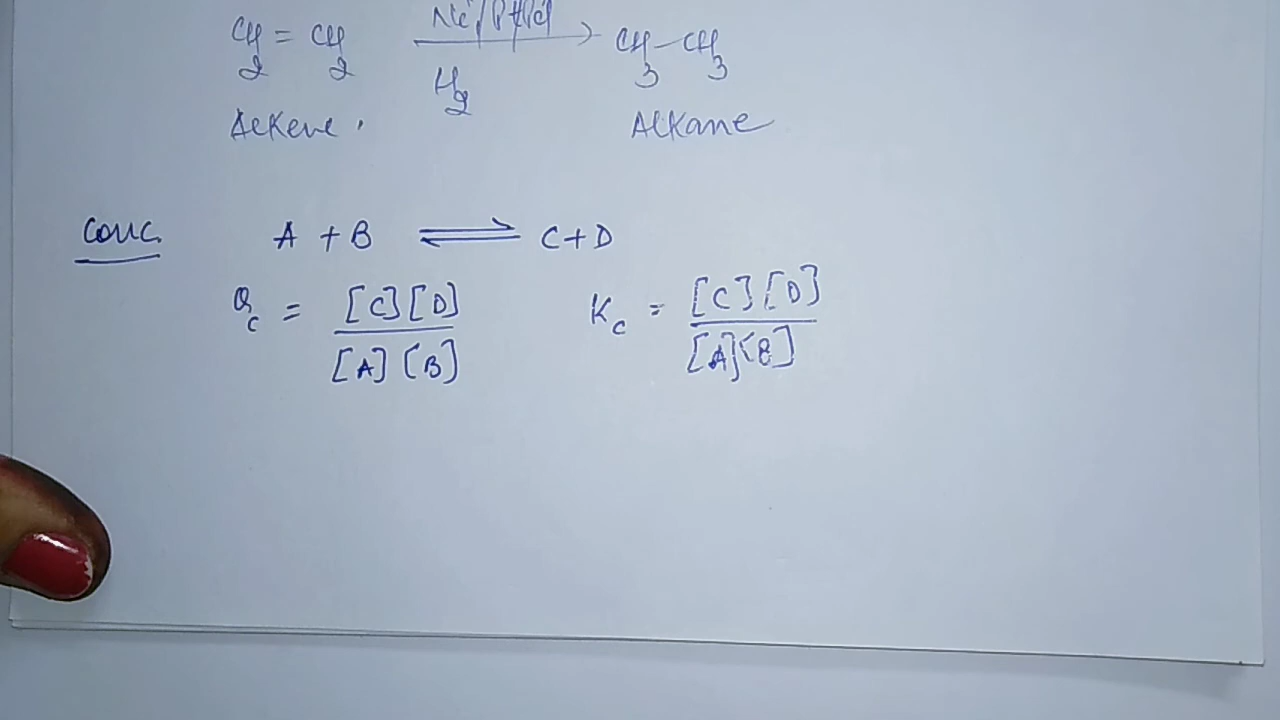 CH2 = CH2 Ni/Pt/Pd H2 → CH3-CH3
Alkene. Alkane
Conc. A + B ⇌ C+D
Qc = [C][D] / [A][B] Kc = [C][D] / [A][B]